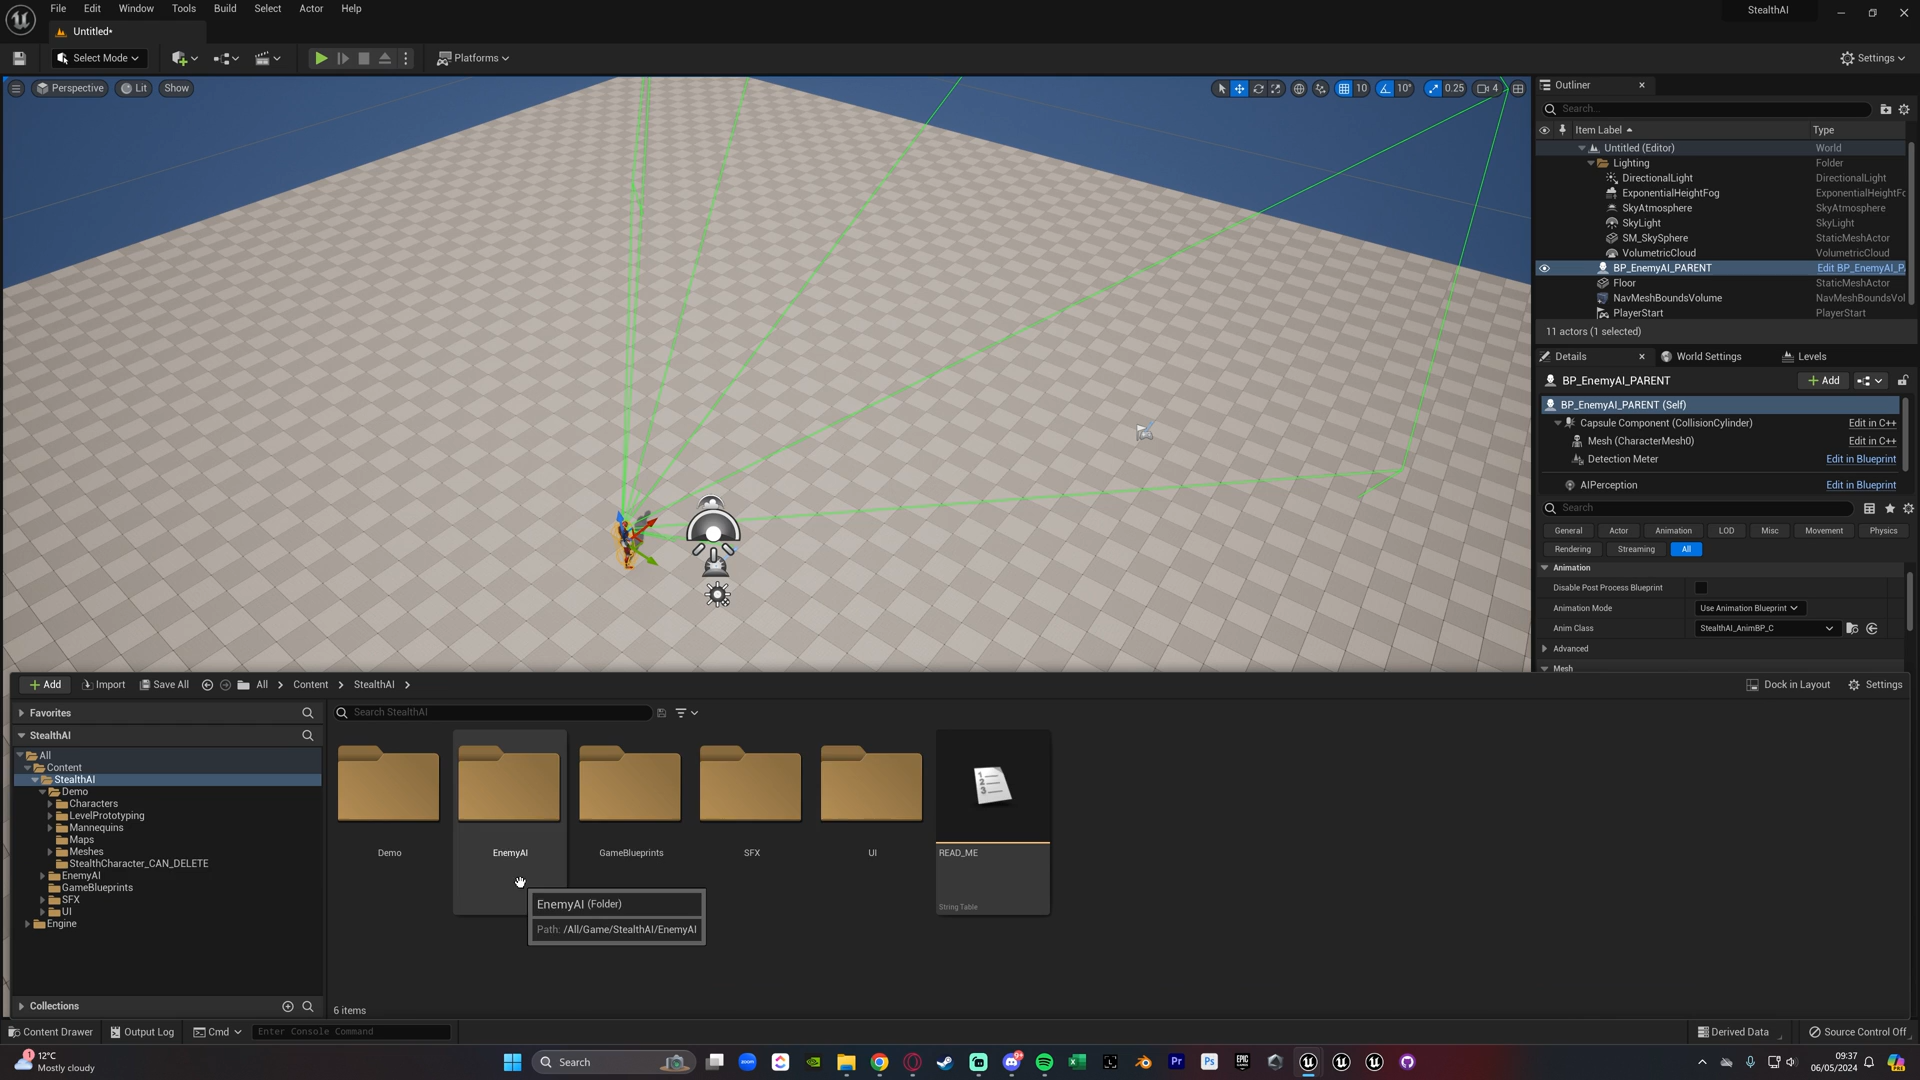 File Edit Window Tools Build Select Actor Help
StealthAI
Untitled*
Select Mode
Platforms
Settings
Perspective Lit Show
10 10° 0.25 4
Outliner
Search...
Item Label Type
Untitled (Editor) World
Lighting Folder
DirectionalLight DirectionalLight
ExponentialHeightFog ExponentialHeightFo
SkyAtmosphere SkyAtmosphere
SkyLight SkyLight
SM_SkySphere StaticMeshActor
VolumetricCloud VolumetricCloud
BP_EnemyAI_PARENT Edit BP_EnemyAI_P
Floor StaticMeshActor
NavMeshBoundsVolume NavMeshBoundsVol
PlayerStart PlayerStart
11 actors (1 selected)
Details World Settings Levels
BP_EnemyAI_PARENT Add
BP_EnemyAI_PARENT (Self)
Capsule Component (CollisionCylinder) Edit in C++
Mesh (CharacterMesh0) Edit in C++
Detection Meter Edit in Blueprint
AIPerception Edit in Blueprint
Search
General Actor Animation LOD Misc Movement Physics
Rendering Streaming All
Animation
Disable Post Process Blueprint
Animation Mode Use Animation Blueprint
Anim Class StealthAI_AnimBP_C
Advanced
Mesh
Add Import Save All All Content StealthAI
Dock in Layout Settings
Favorites
Search StealthAI
StealthAI
All
Content
StealthAI
Demo
Characters
LevelPrototyping
Mannequins
Maps
Meshes
StealthCharacter_CAN_DELETE
EnemyAI
GameBlueprints
SFX
UI
Engine
Collections
Demo EnemyAI GameBlueprints SFX UI READ_ME
String Table
EnemyAI (Folder)
Path: /All/Game/StealthAI/EnemyAI
6 items
Content Drawer Output Log Cmd Enter Console Command
Derived Data Source Control Off
1
12°C
Mostly cloudy
Search
zoom
Pr Ps
EPIC GAMES
09:37
06/05/2024